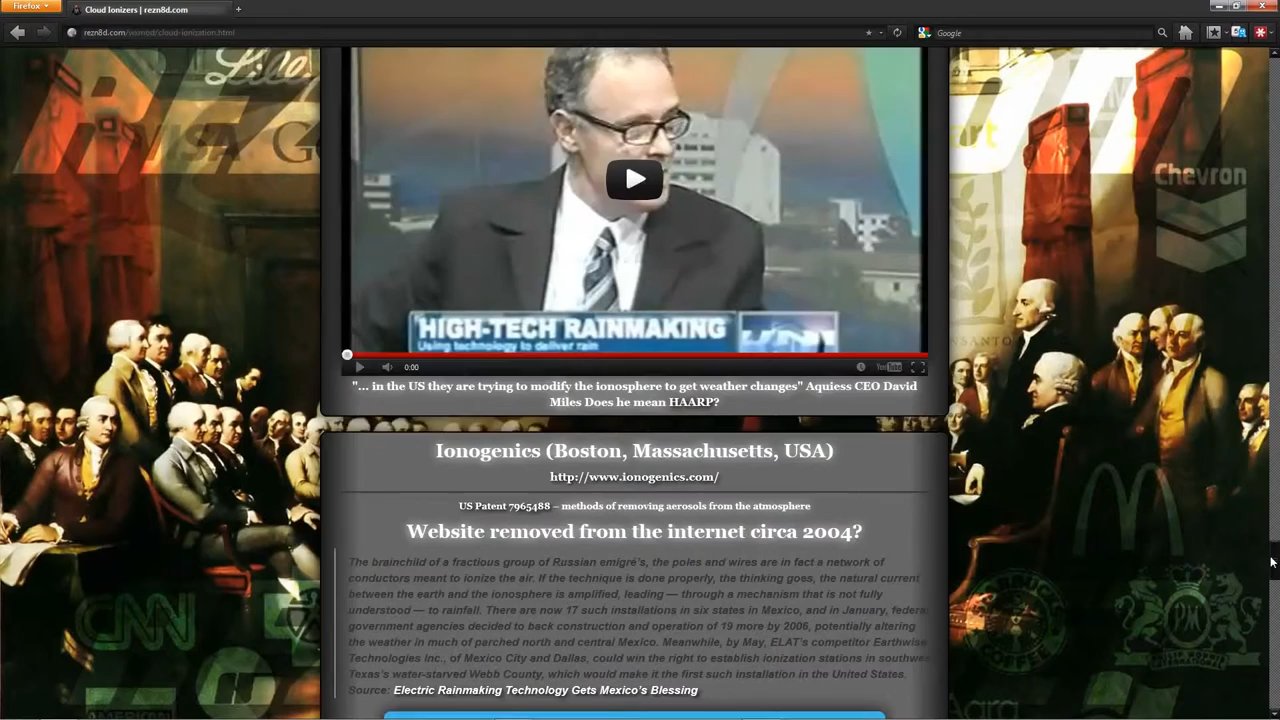 Firefox
Cloud Ionizers | rezn8d.com
rezn8d.com/wxmod/cloud-ionization.html
Google
VISA
Chevron
HIGH-TECH RAINMAKING
Using technology to deliver rain
0:00
YouTube
"... in the US they are trying to modify the ionosphere to get weather changes" Aquiess CEO David
Miles Does he mean HAARP?
Ionogenics (Boston, Massachusetts, USA)
http://www.ionogenics.com/
US Patent 7965488 – methods of removing aerosols from the atmosphere
Website removed from the internet circa 2004?
The brainchild of a fractious group of Russian emigré's, the poles and wires are in fact a network of
conductors meant to ionize the air. If the technique is done properly, the thinking goes, the natural current
between the earth and the ionosphere is amplified, leading — through a mechanism that is not fully
understood — to rainfall. There are now 17 such installations in six states in Mexico, and in January, federa
government agencies decided to back construction and operation of 19 more by 2006, potentially altering
the weather in much of parched north and central Mexico. Meanwhile, by May, ELAT's competitor Earthwise
Technologies Inc., of Mexico City and Dallas, could win the right to establish ionization stations in southwe
Texas's water-starved Webb County, which would make it the first such installation in the United States.
Source: Electric Rainmaking Technology Gets Mexico's Blessing
CNN
COFFEE
PM